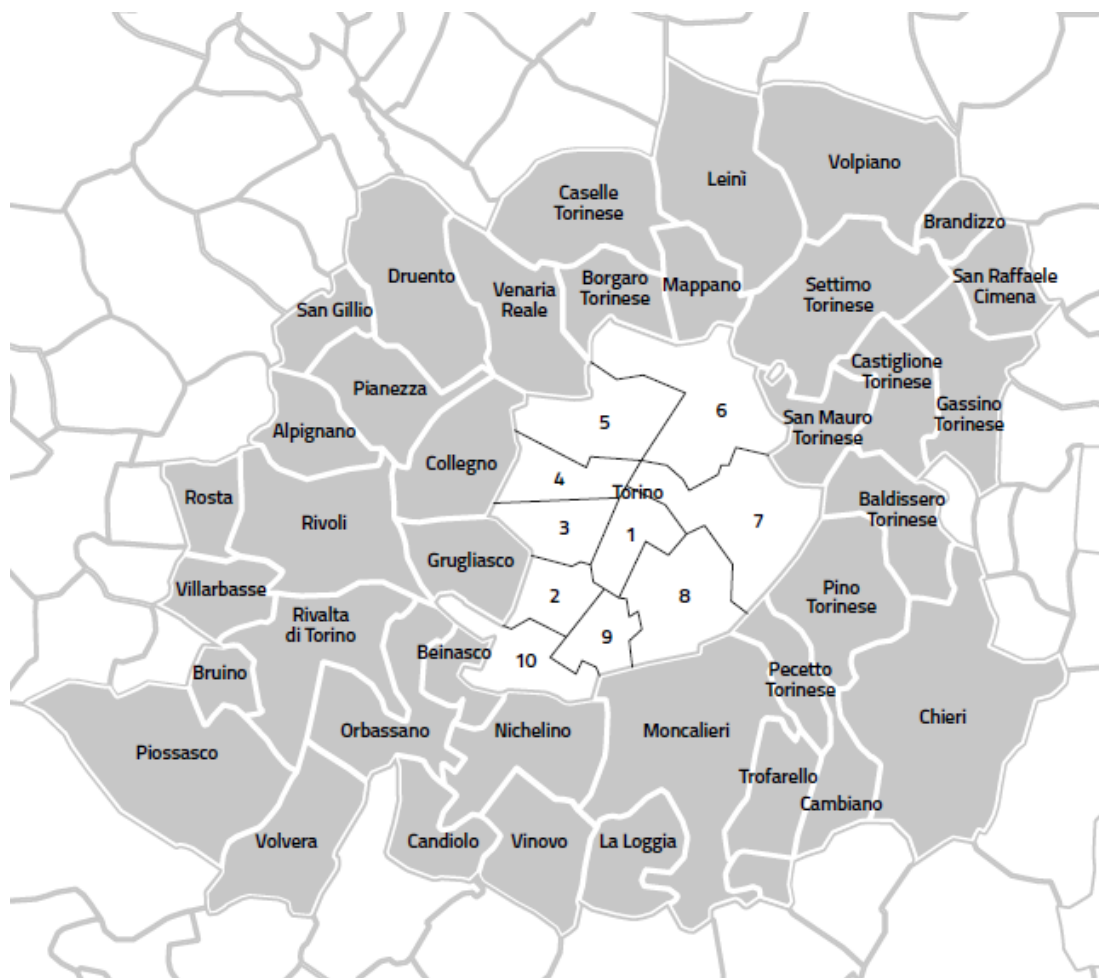 Volpiano
Leinì
Caselle
Torinese
Brandizzo
Druento
Venaria
Reale
Borgaro
Torinese
Mappano
Settimo
Torinese
San Raffaele
Cimena
San Gillio
Castiglione
Torinese
Pianezza
5
6
San Mauro
Torinese
Gassino
Torinese
Alpignano
Collegno
4
Torino
Rosta
Rivoli
3
1
7
Baldissero
Torinese
Grugliasco
Villarbasse
2
8
Pino
Torinese
Rivalta
di Torino
Beinasco
9
10
Bruino
Pecetto
Torinese
Chieri
Piossasco
Orbassano
Nichelino
Moncalieri
Trofarello
Cambiano
Volvera
Candiolo
Vinovo
La Loggia